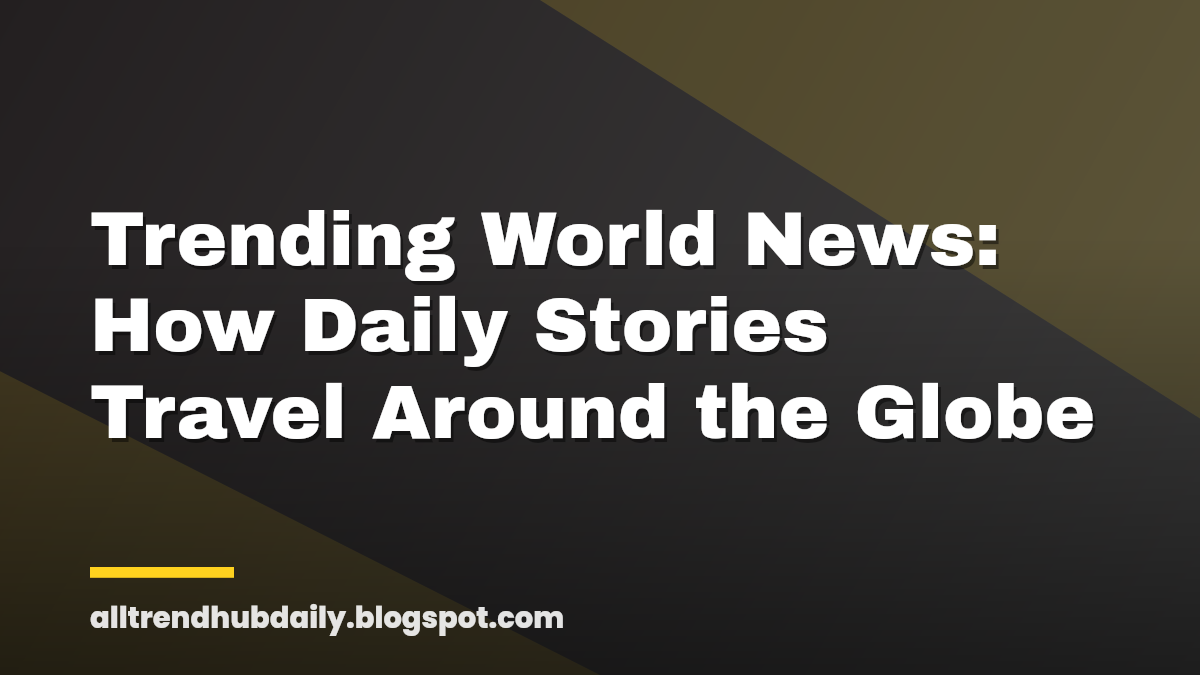 Trending World News:
How Daily Stories
Travel Around the Globe
alltrendhubdaily.blogspot.com